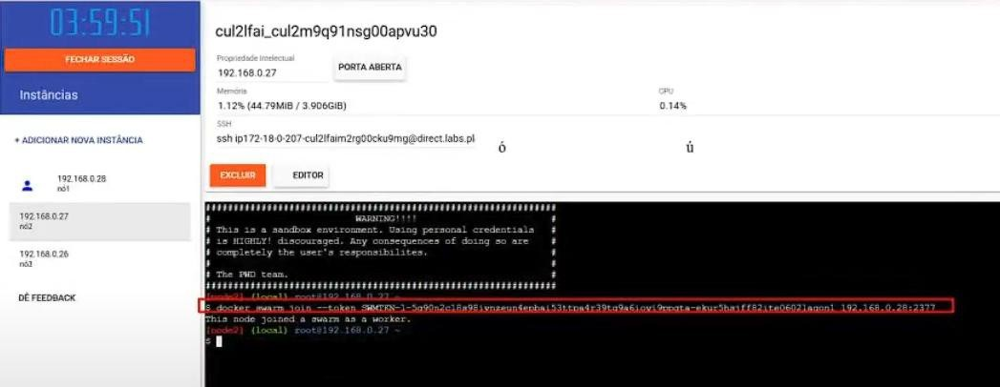 03:59:51
FECHAR SESSÃO
Instâncias
+ ADICIONAR NOVA INSTÂNCIA
192.168.0.28
nó1
192.168.0.27
nó2
192.168.0.26
nó3
DÊ FEEDBACK
cul2lfai_cul2m9q91nsg00apvu30
Propriedade Intelectual
192.168.0.27
PORTA ABERTA
Memória
1.12% (44.79MiB / 3.906GiB)
CPU
0.14%
SSH
ssh ip172-18-0-207-cul2lfaim2rg00cku9mg@direct.labs.pl
ó ú
EXCLUIR
EDITOR
###############################################################
# WARNING!!!! #
# This is a sandbox environment. Using personal credentials #
# is HIGHLY! discouraged. Any consequences of doing so are #
# completely the user's responsibilites. #
# #
# The PWD team. #
###############################################################
[node2] (local) root@192.168.0.27 ~
$ docker swarm join --token 192.168.0.28:2377
This node joined a swarm as a worker.
[node2] (local) root@192.168.0.27 ~
$